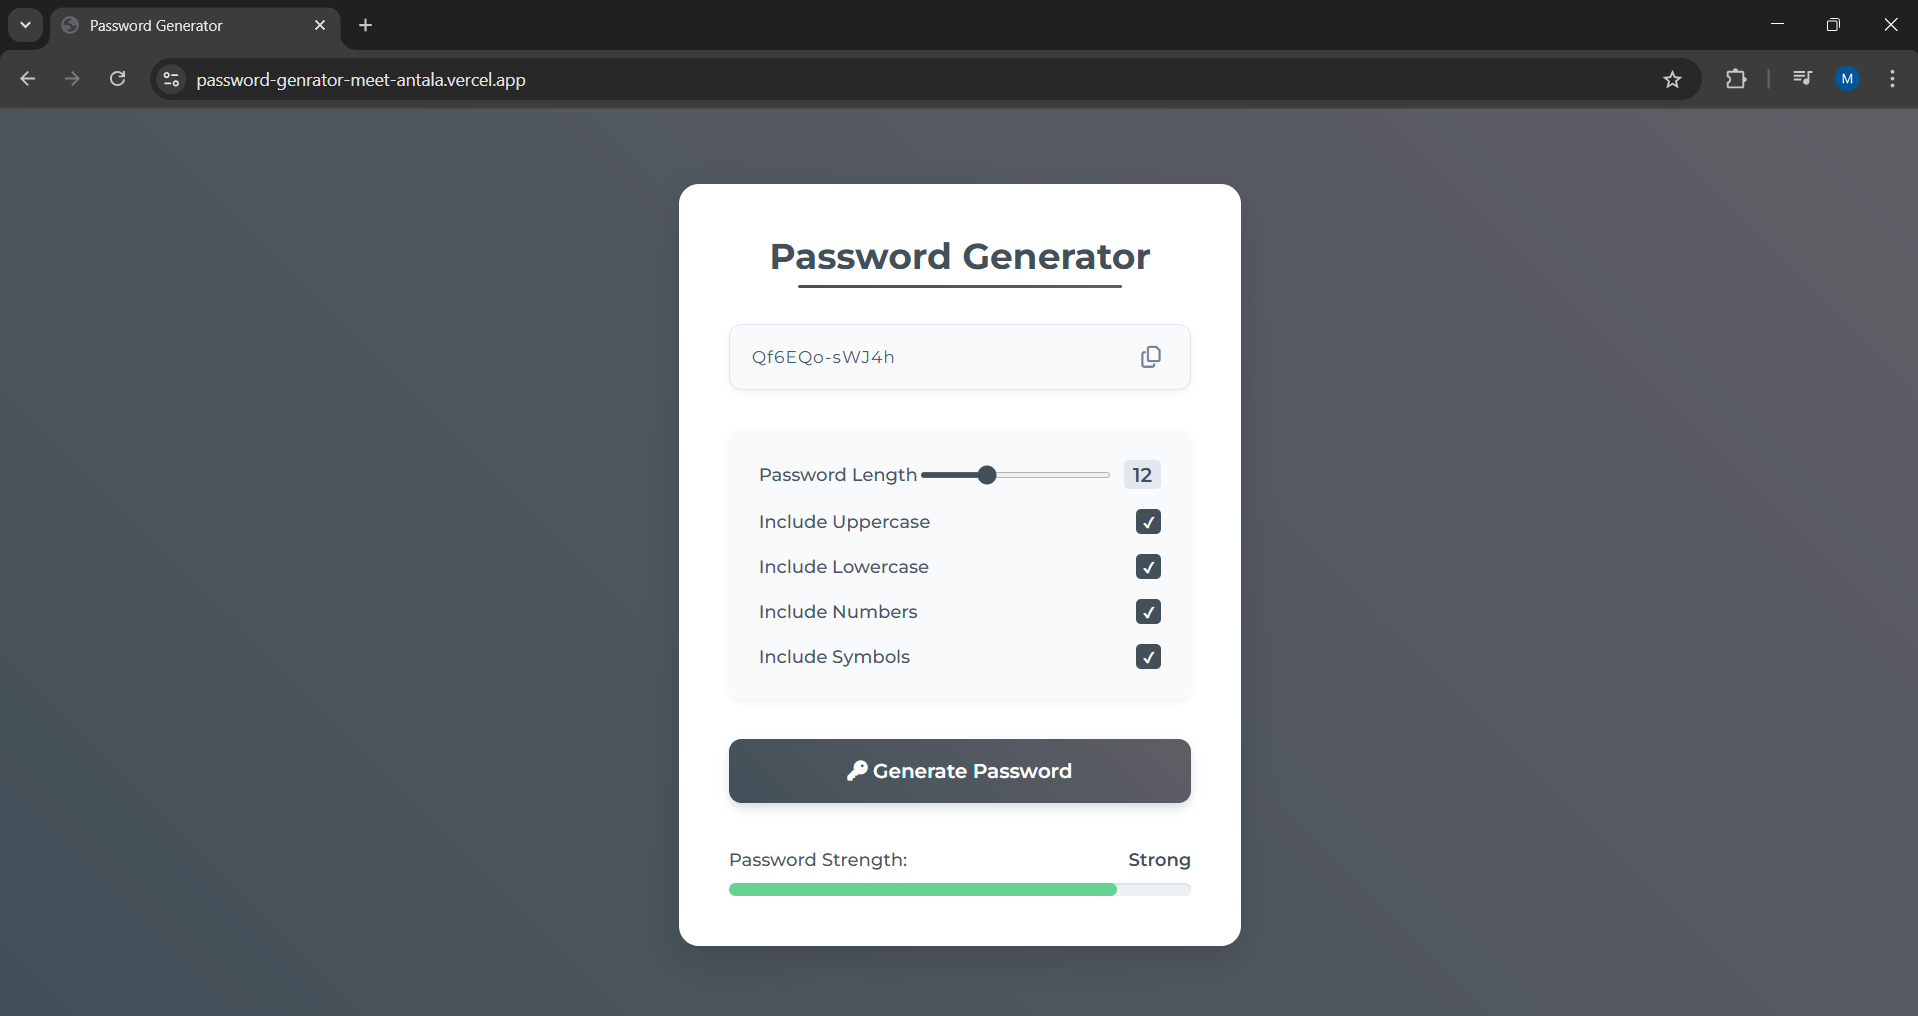 Password Generator
password-genrator-meet-antala.vercel.app
M
Password Generator
Qf6EQo-sWJ4h
Password Length 12
Include Uppercase
Include Lowercase
Include Numbers
Include Symbols
Generate Password
Password Strength: Strong